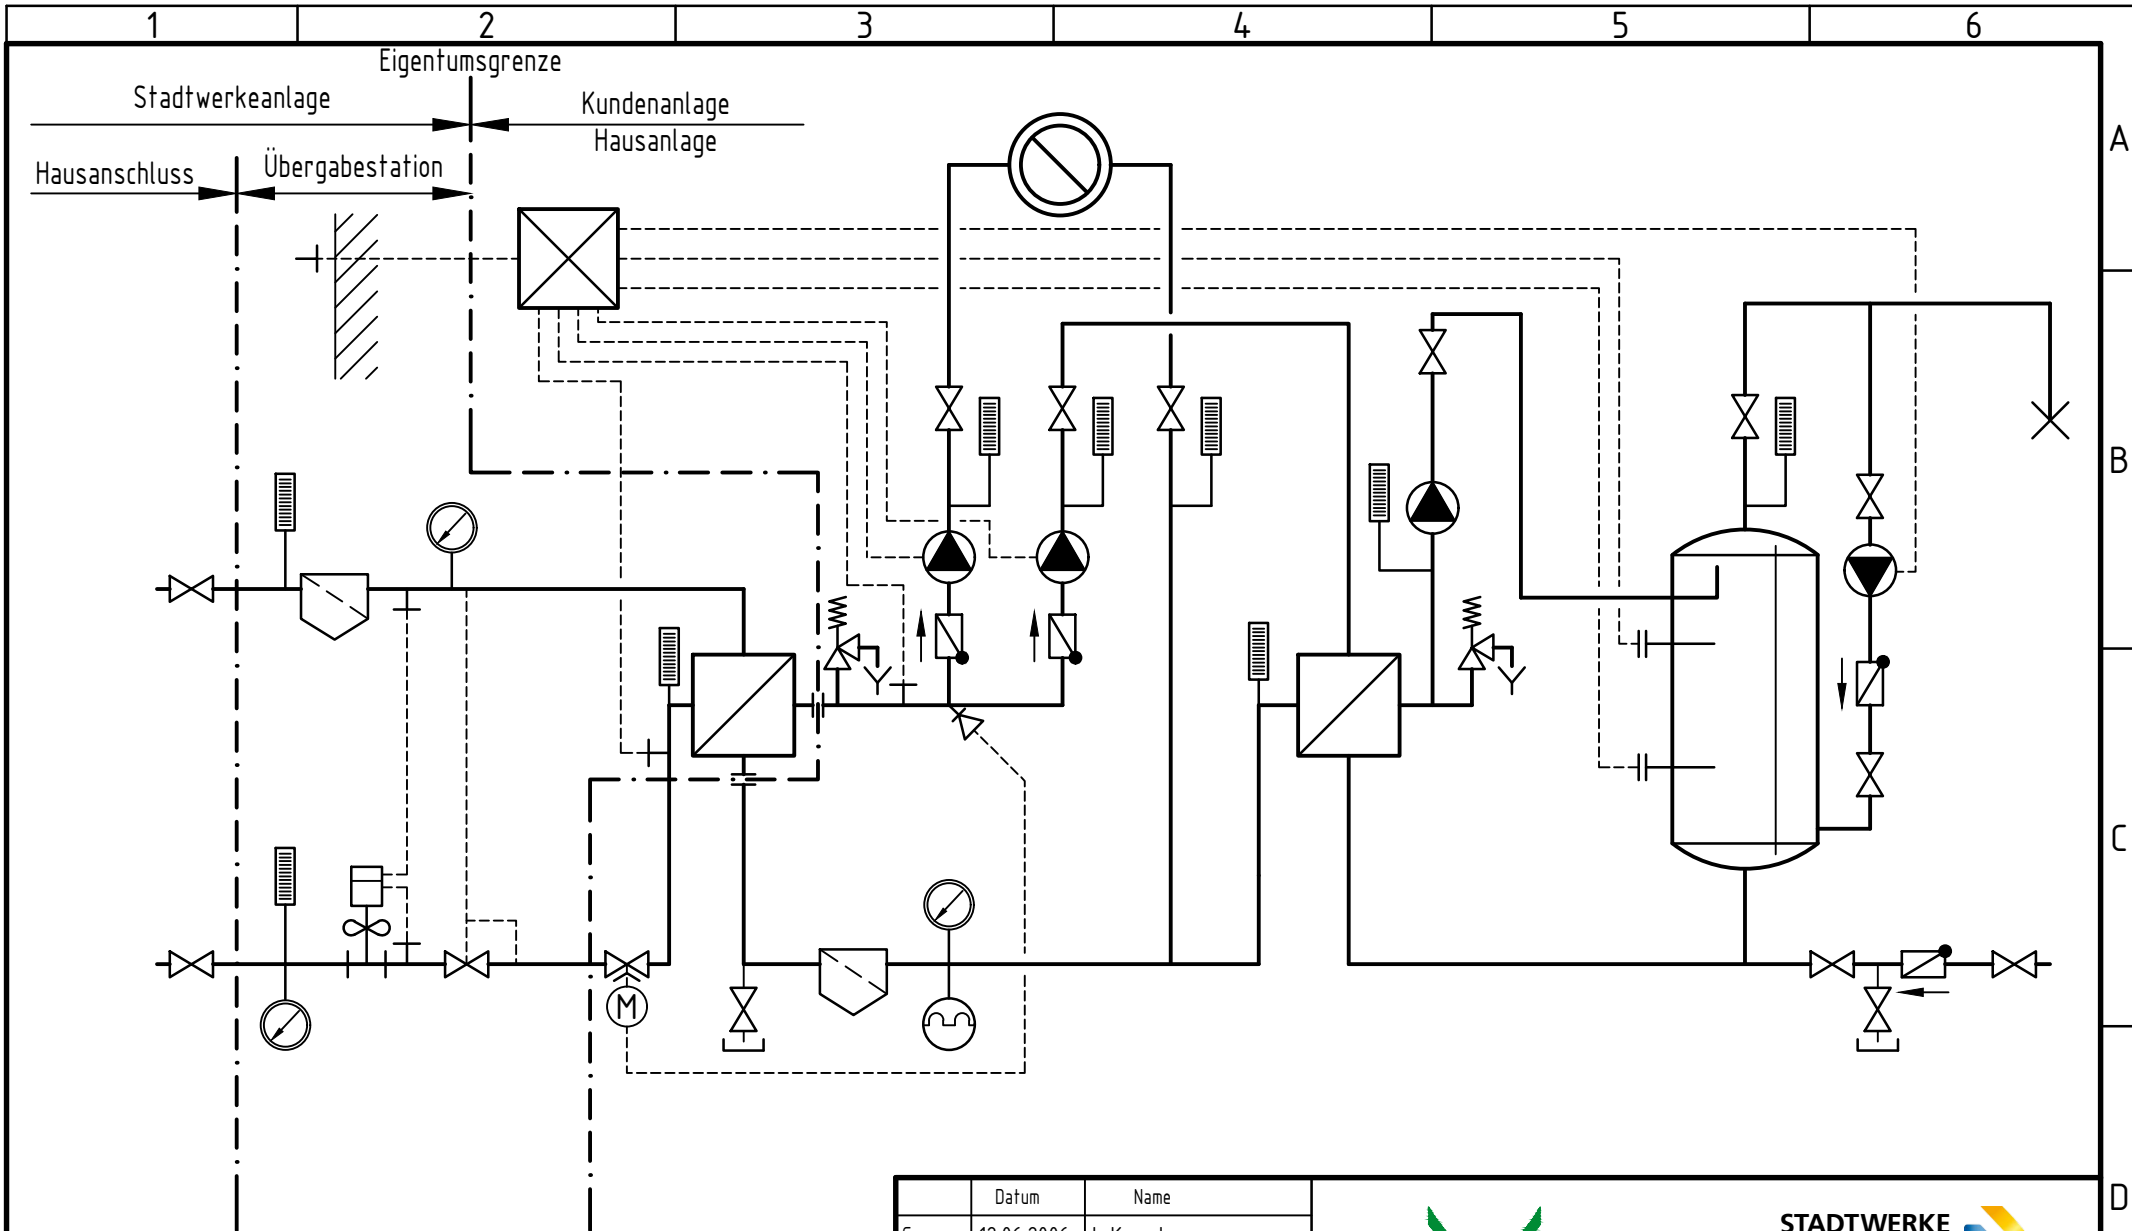 1 2 3 4 5 6
Eigentumsgrenze
Stadtwerkeanlage
Kundenanlage
Hausanlage
Hausanschluss
Übergabestation
A
B
C
M
D
Datum Name
STADTWERKE